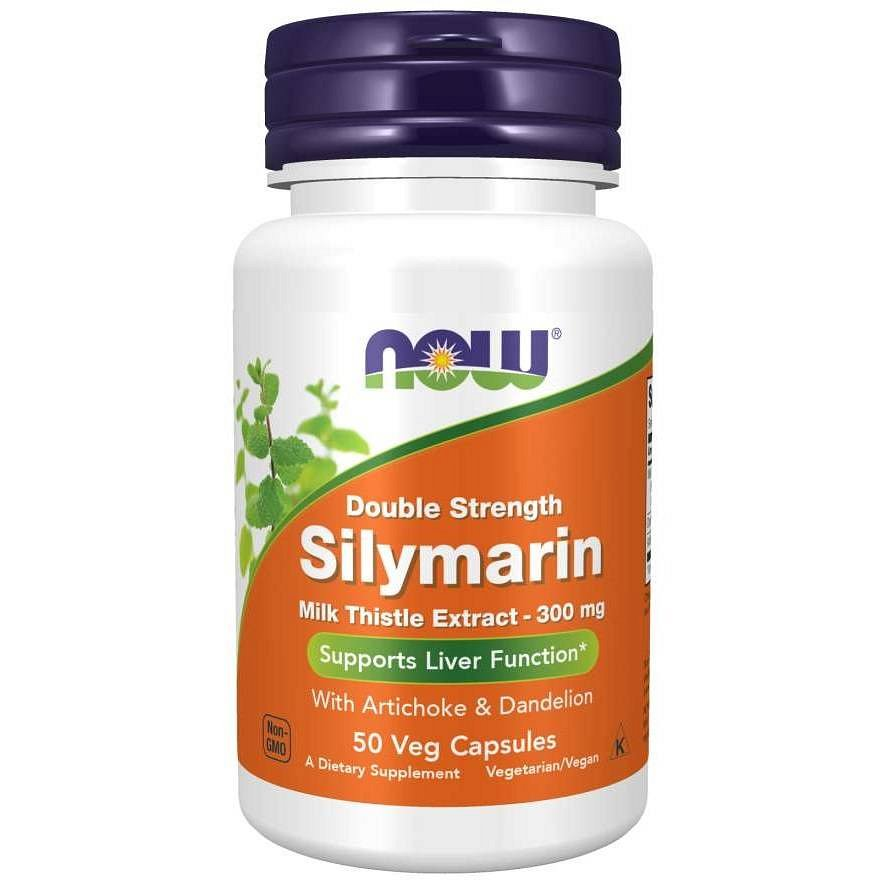 NOW®
Double Strength
Silymarin
Milk Thistle Extract - 300 mg
Supports Liver Function*
With Artichoke & Dandelion
50 Veg Capsules
Non-
GMO
A Dietary Supplement Vegetarian/Vegan
K